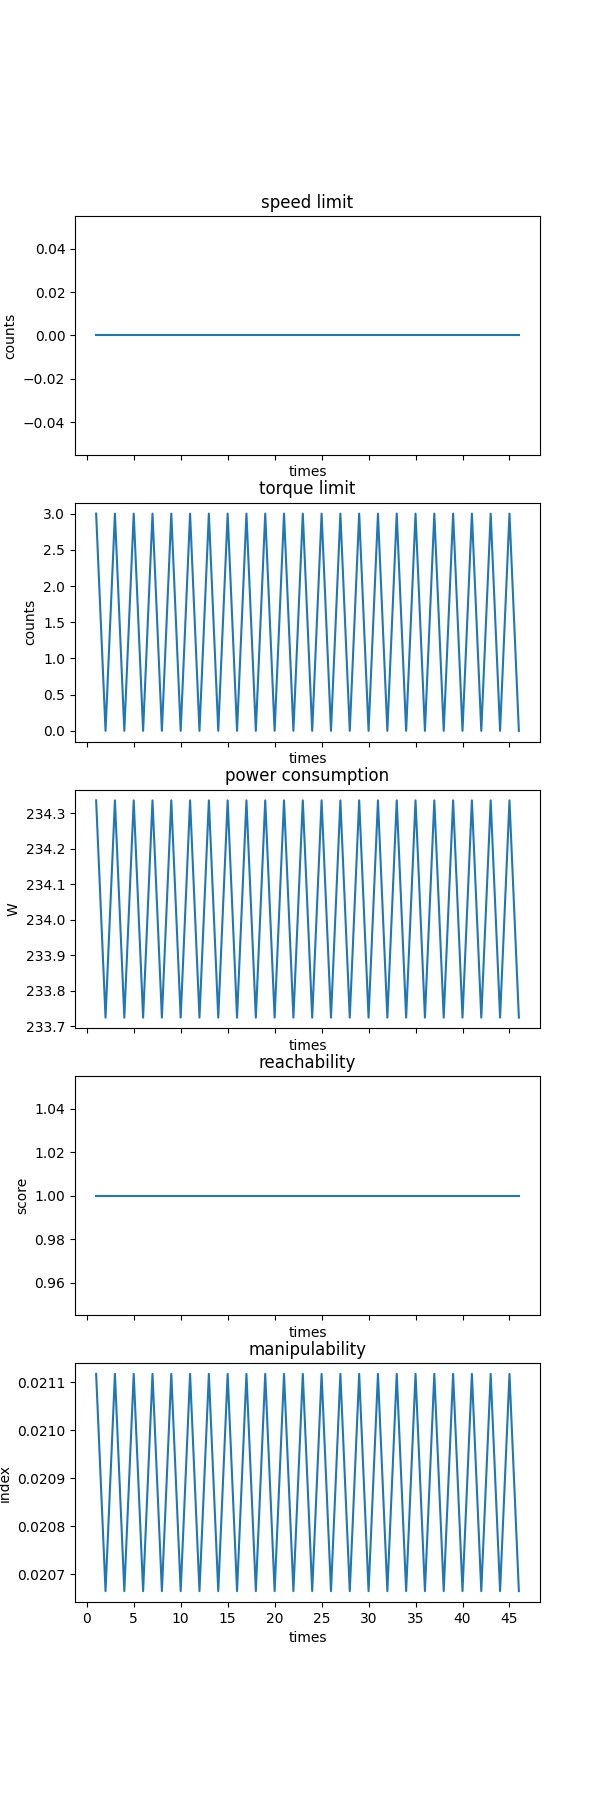 speed limit
0.04
0.02
0.00
−0.02
−0.04
counts
times
torque limit
3.0
2.5
2.0
1.5
1.0
0.5
0.0
counts
times
power consumption
234.3
234.2
234.1
234.0
233.9
233.8
233.7
W
times
reachability
1.04
1.02
1.00
0.98
0.96
score
times
manipulability
0.0211
0.0210
0.0209
0.0208
0.0207
index
0 5 10 15 20 25 30 35 40 45
times